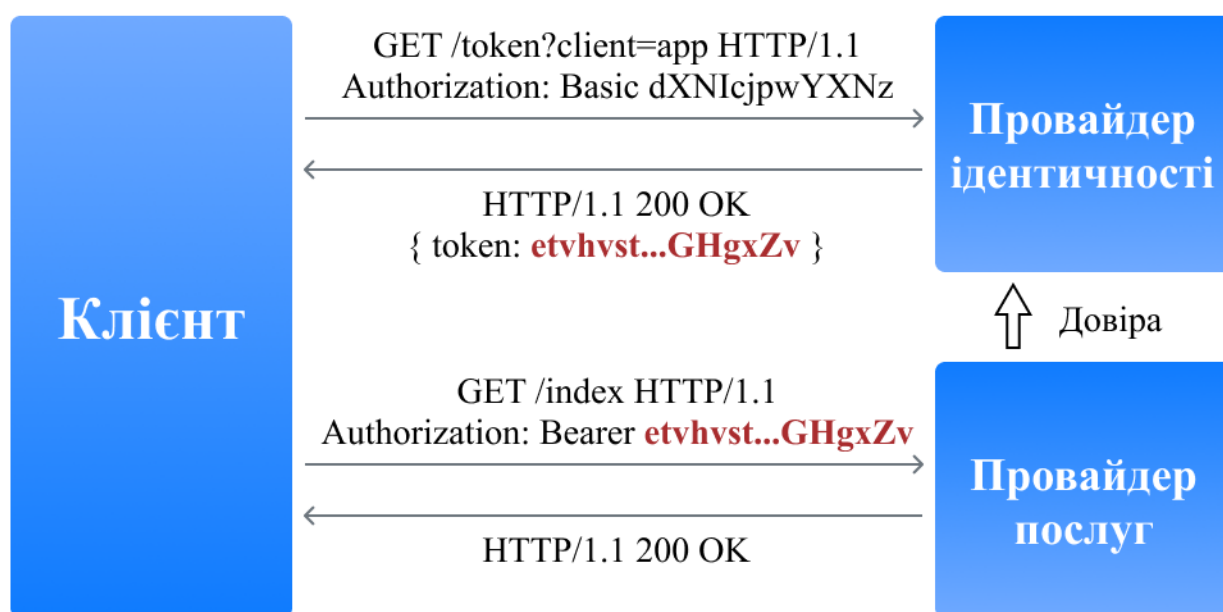 GET /token?client=app HTTP/1.1
Authorization: Basic dXNIcjpwYXNz
Провайдер
ідентичності
HTTP/1.1 200 OK
{ token: etvhvst...GHgxZv }
Клієнт
Довіра
GET /index HTTP/1.1
Authorization: Bearer etvhvst...GHgxZv
Провайдер
послуг
HTTP/1.1 200 OK